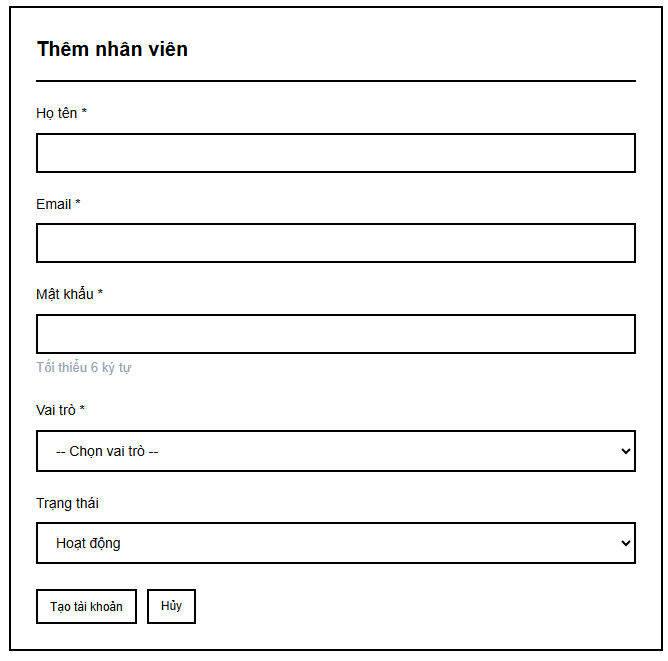 Thêm nhân viên
Họ tên *
Email *
Mật khẩu *
Tối thiểu 6 ký tự
Vai trò *
-- Chọn vai trò --
Trạng thái
Hoạt động
Tạo tài khoản
Hủy